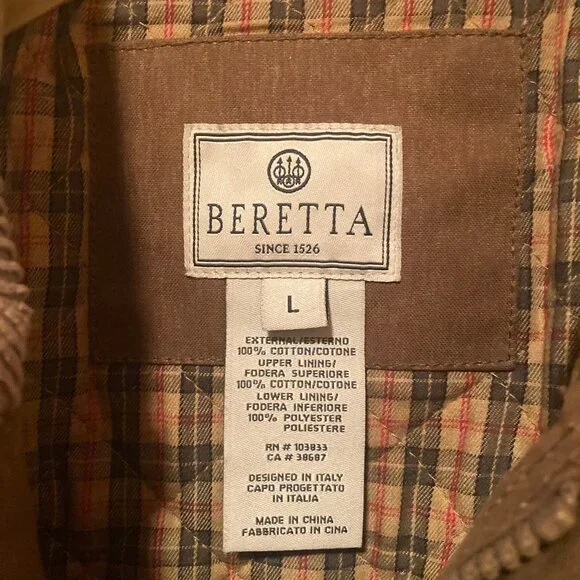 BERETTA
SINCE 1526
L
EXTERNAL/ESTERNO
100% COTTON/COTONE
UPPER LINING/
FODERA SUPERIORE
100% COTTON/COTONE
LOWER LINING/
FODERA INFERIORE
100% POLYESTER
POLIESTERE
RN # 103833
CA # 38687
DESIGNED IN ITALY
CAPO PROGETTATO
IN ITALIA
MADE IN CHINA
FABBRICATO IN CINA